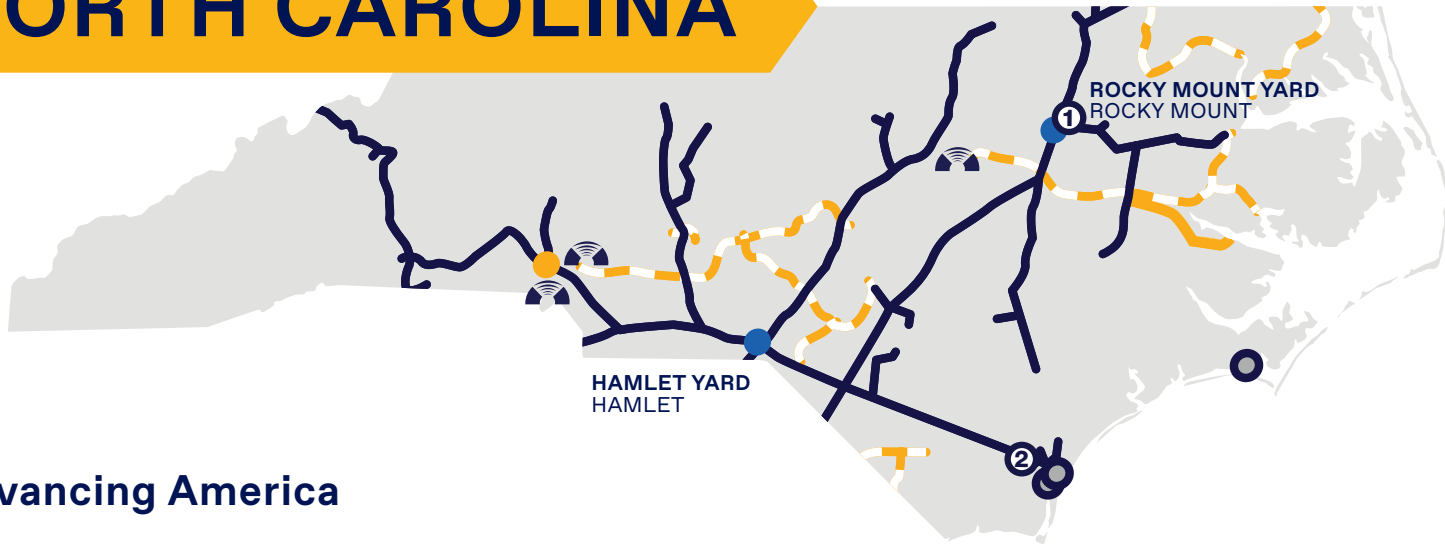 ORTH CAROLINA
ROCKY MOUNT YARD
1
ROCKY MOUNT
HAMLET YARD
HAMLET
2
vancing America